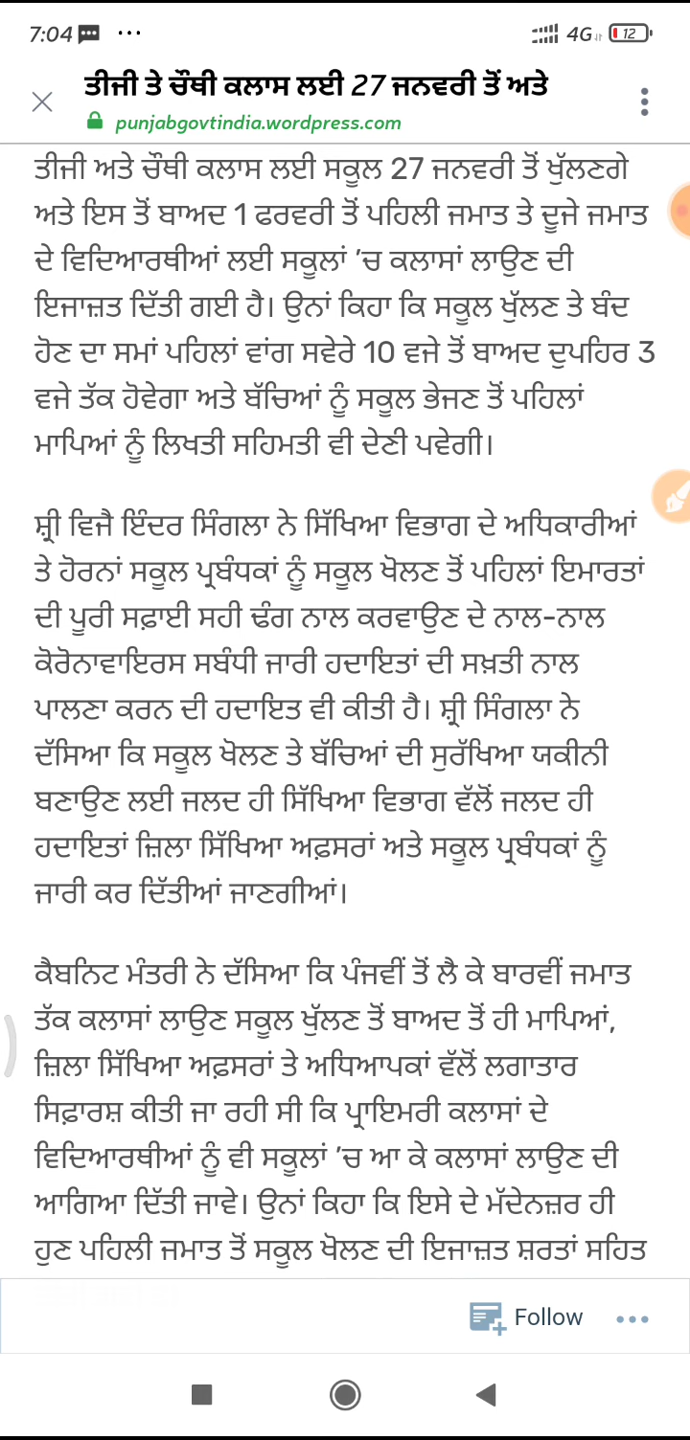 7:04 ...
4G 12
ਤੀਜੀ ਤੇ ਚੌਥੀ ਕਲਾਸ ਲਈ 27 ਜਨਵਰੀ ਤੋਂ ਅਤੇ
punjabgovtindia.wordpress.com
ਤੀਜੀ ਅਤੇ ਚੌਥੀ ਕਲਾਸ ਲਈ ਸਕੂਲ 27 ਜਨਵਰੀ ਤੋਂ ਖੁੱਲਣਗੇ
ਅਤੇ ਇਸ ਤੋਂ ਬਾਅਦ 1 ਫਰਵਰੀ ਤੋਂ ਪਹਿਲੀ ਜਮਾਤ ਤੇ ਦੂਜੇ ਜਮਾਤ
ਦੇ ਵਿਦਿਆਰਥੀਆਂ ਲਈ ਸਕੂਲਾਂ ’ਚ ਕਲਾਸਾਂ ਲਾਉਣ ਦੀ
ਇਜਾਜ਼ਤ ਦਿੱਤੀ ਗਈ ਹੈ। ਉਨਾਂ ਕਿਹਾ ਕਿ ਸਕੂਲ ਖੁੱਲਣ ਤੇ ਬੰਦ
ਹੋਣ ਦਾ ਸਮਾਂ ਪਹਿਲਾਂ ਵਾਂਗ ਸਵੇਰੇ 10 ਵਜੇ ਤੋਂ ਬਾਅਦ ਦੁਪਹਿਰ 3
ਵਜੇ ਤੱਕ ਹੋਵੇਗਾ ਅਤੇ ਬੱਚਿਆਂ ਨੂੰ ਸਕੂਲ ਭੇਜਣ ਤੋਂ ਪਹਿਲਾਂ
ਮਾਪਿਆਂ ਨੂੰ ਲਿਖਤੀ ਸਹਿਮਤੀ ਵੀ ਦੇਣੀ ਪਵੇਗੀ।
ਸ਼੍ਰੀ ਵਿਜੈ ਇੰਦਰ ਸਿੰਗਲਾ ਨੇ ਸਿੱਖਿਆ ਵਿਭਾਗ ਦੇ ਅਧਿਕਾਰੀਆਂ
ਤੇ ਹੋਰਨਾਂ ਸਕੂਲ ਪ੍ਰਬੰਧਕਾਂ ਨੂੰ ਸਕੂਲ ਖੋਲਣ ਤੋਂ ਪਹਿਲਾਂ ਇਮਾਰਤਾਂ
ਦੀ ਪੂਰੀ ਸਫ਼ਾਈ ਸਹੀ ਢੰਗ ਨਾਲ ਕਰਵਾਉਣ ਦੇ ਨਾਲ-ਨਾਲ
ਕੋਰੋਨਾਵਾਇਰਸ ਸਬੰਧੀ ਜਾਰੀ ਹਦਾਇਤਾਂ ਦੀ ਸਖ਼ਤੀ ਨਾਲ
ਪਾਲਣਾ ਕਰਨ ਦੀ ਹਦਾਇਤ ਵੀ ਕੀਤੀ ਹੈ। ਸ਼੍ਰੀ ਸਿੰਗਲਾ ਨੇ
ਦੱਸਿਆ ਕਿ ਸਕੂਲ ਖੋਲਣ ਤੇ ਬੱਚਿਆਂ ਦੀ ਸੁਰੱਖਿਆ ਯਕੀਨੀ
ਬਣਾਉਣ ਲਈ ਜਲਦ ਹੀ ਸਿੱਖਿਆ ਵਿਭਾਗ ਵੱਲੋਂ ਜਲਦ ਹੀ
ਹਦਾਇਤਾਂ ਜ਼ਿਲਾ ਸਿੱਖਿਆ ਅਫ਼ਸਰਾਂ ਅਤੇ ਸਕੂਲ ਪ੍ਰਬੰਧਕਾਂ ਨੂੰ
ਜਾਰੀ ਕਰ ਦਿੱਤੀਆਂ ਜਾਣਗੀਆਂ।
ਕੈਬਨਿਟ ਮੰਤਰੀ ਨੇ ਦੱਸਿਆ ਕਿ ਪੰਜਵੀਂ ਤੋਂ ਲੈ ਕੇ ਬਾਰਵੀਂ ਜਮਾਤ
ਤੱਕ ਕਲਾਸਾਂ ਲਾਉਣ ਸਕੂਲ ਖੁੱਲਣ ਤੋਂ ਬਾਅਦ ਤੋਂ ਹੀ ਮਾਪਿਆਂ,
ਜ਼ਿਲਾ ਸਿੱਖਿਆ ਅਫ਼ਸਰਾਂ ਤੇ ਅਧਿਆਪਕਾਂ ਵੱਲੋਂ ਲਗਾਤਾਰ
ਸਿਫ਼ਾਰਸ਼ ਕੀਤੀ ਜਾ ਰਹੀ ਸੀ ਕਿ ਪ੍ਰਾਇਮਰੀ ਕਲਾਸਾਂ ਦੇ
ਵਿਦਿਆਰਥੀਆਂ ਨੂੰ ਵੀ ਸਕੂਲਾਂ ’ਚ ਆ ਕੇ ਕਲਾਸਾਂ ਲਾਉਣ ਦੀ
ਆਗਿਆ ਦਿੱਤੀ ਜਾਵੇ। ਉਨਾਂ ਕਿਹਾ ਕਿ ਇਸੇ ਦੇ ਮੱਦੇਨਜ਼ਰ ਹੀ
ਹੁਣ ਪਹਿਲੀ ਜਮਾਤ ਤੋਂ ਸਕੂਲ ਖੋਲਣ ਦੀ ਇਜਾਜ਼ਤ ਸ਼ਰਤਾਂ ਸਹਿਤ
Follow